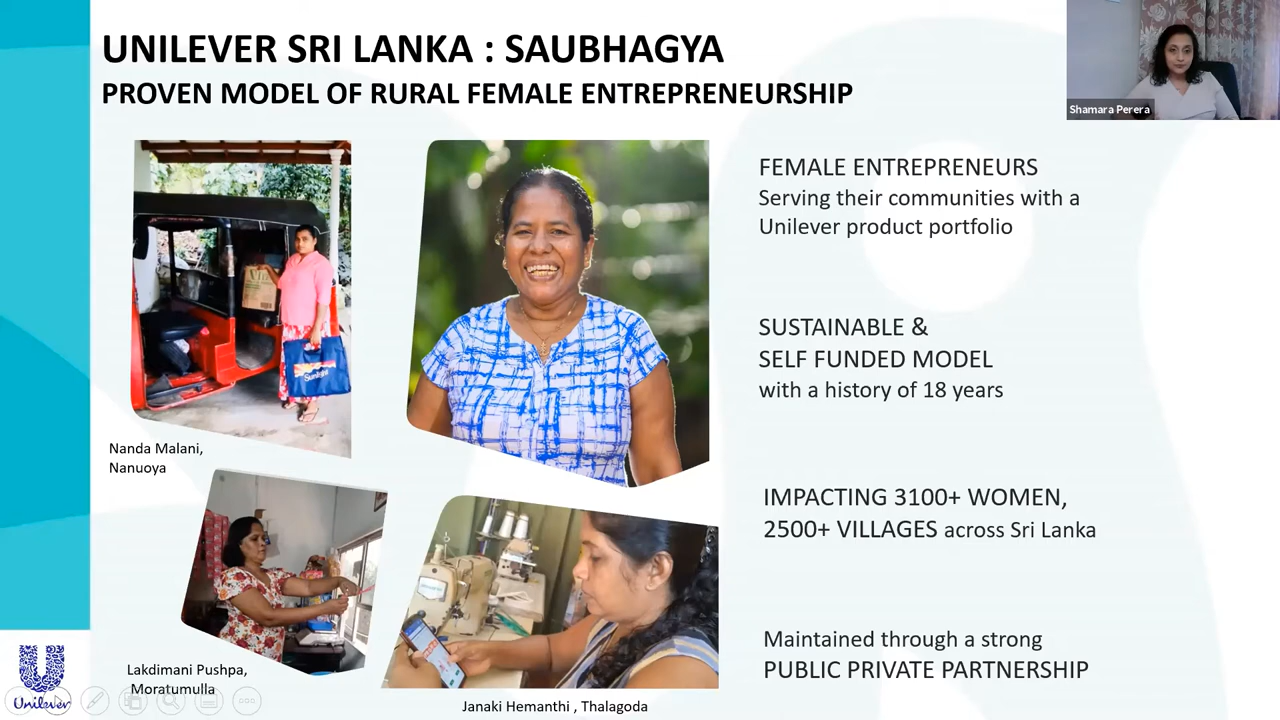 UNILEVER SRI LANKA : SAUBHAGYA
PROVEN MODEL OF RURAL FEMALE ENTREPRENEURSHIP
Shamara Perera
FEMALE ENTREPRENEURS
Serving their communities with a
Unilever product portfolio
SUSTAINABLE &
SELF FUNDED MODEL
with a history of 18 years
IMPACTING 3100+ WOMEN,
2500+ VILLAGES across Sri Lanka
Maintained through a strong
PUBLIC PRIVATE PARTNERSHIP
Sunlight
Nanda Malani,
Nanuoya
Lakdimani Pushpa,
Moratumulla
Janaki Hemanthi , Thalagoda
Unilever